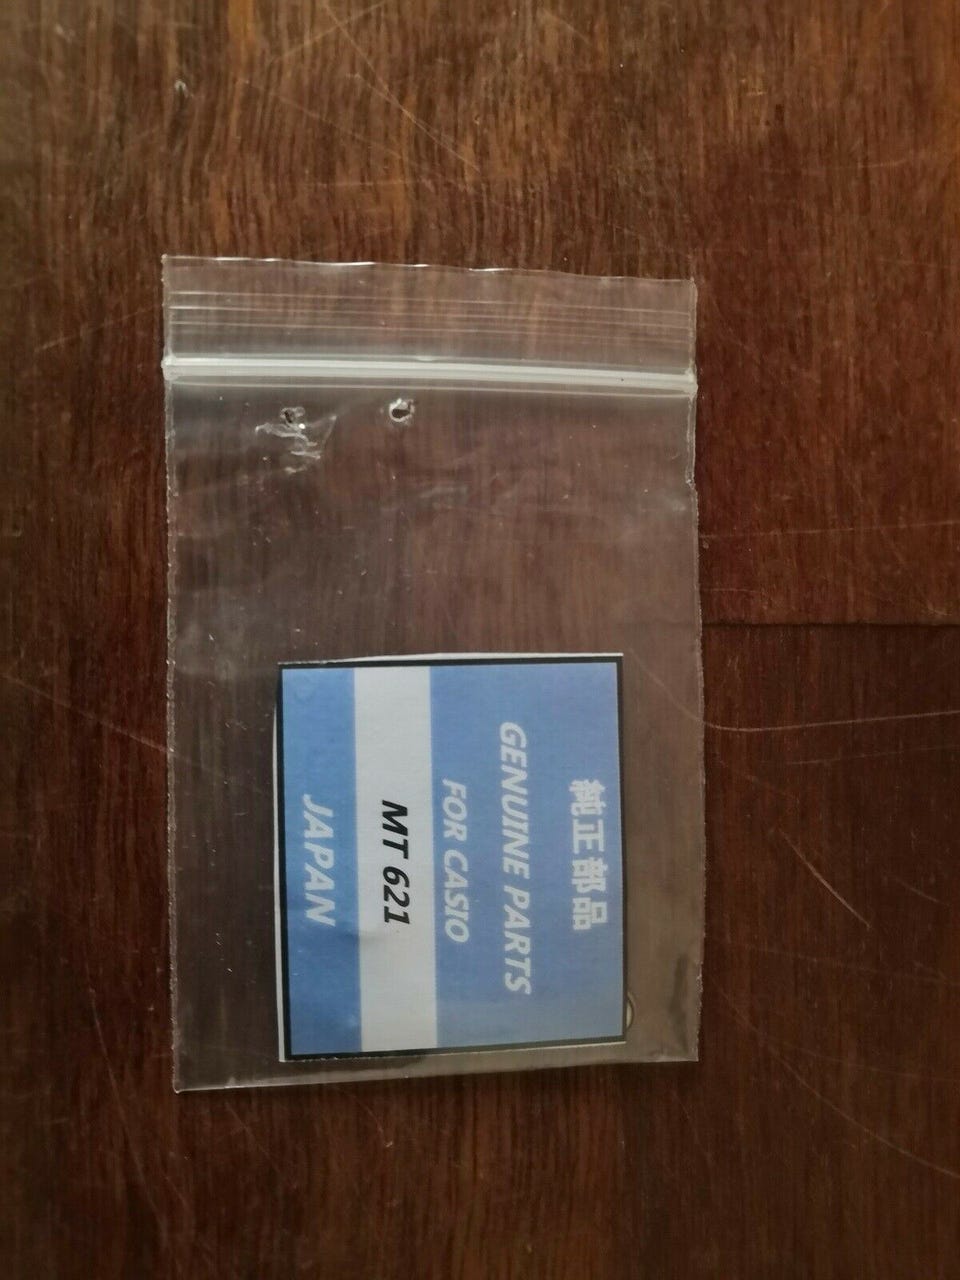 純正部品
GENUINE PARTS
FOR CASIO
MT 621
JAPAN